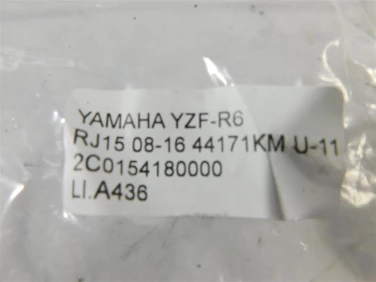 YAMAHA YZF-R6
RJ15 08-16 44171KM U-11
2C0154180000
LI.A436